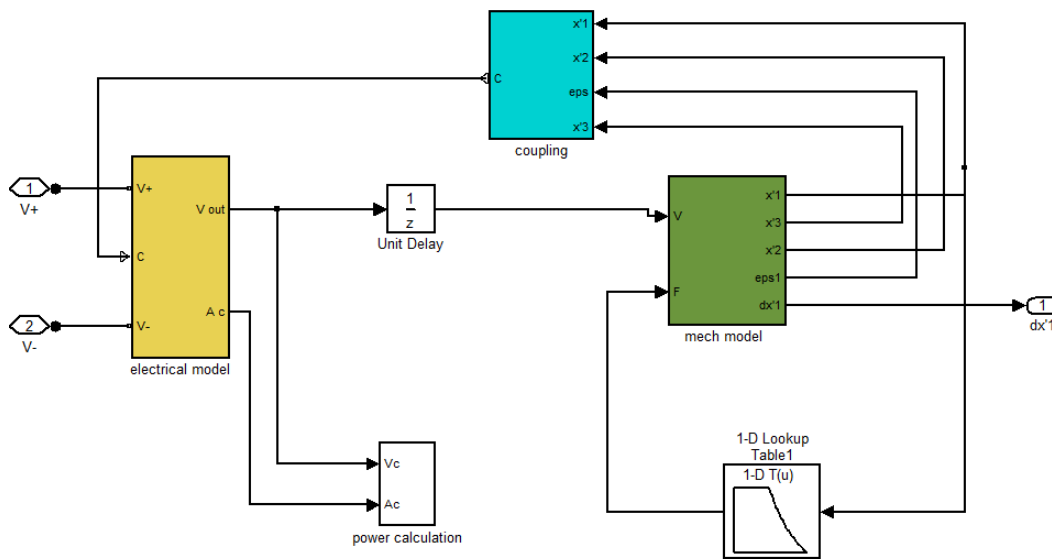 x'1
x'2
C
eps
x'3
coupling
1
V+
V+
V out
C
A c
2
V-
V-
electrical model
1
z
Unit Delay
V
F
x'1
x'3
x'2
eps1
dx'1
mech model
1
dx'1
Vc
Ac
power calculation
1-D Lookup
Table1
1-D T(u)